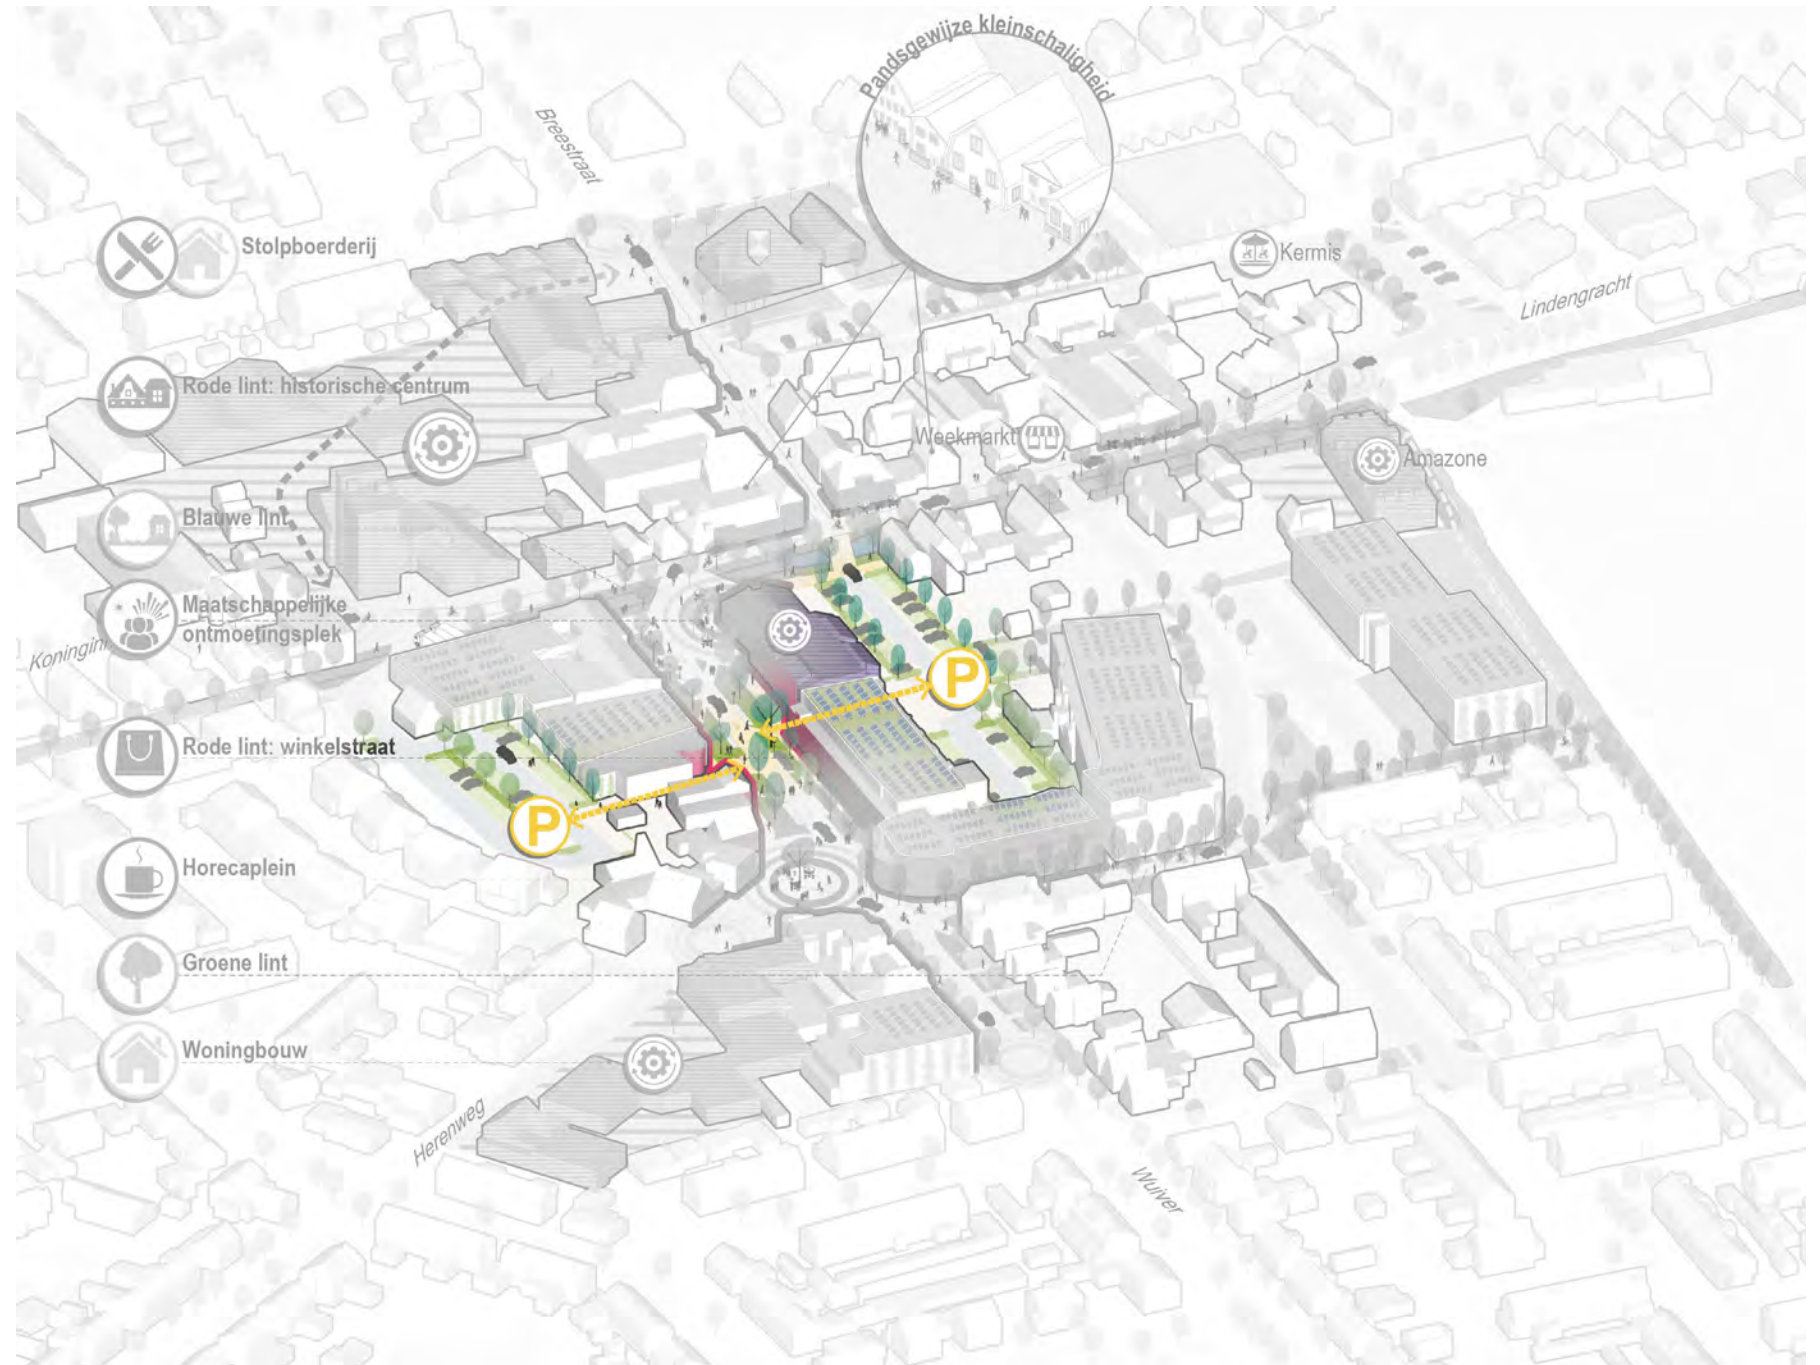 Pandsgewijze kleinschaligheid
Breestraat
Stolpboerderij
Kermis
Lindengracht
Rode lint: historische centrum
Weekmarkt
Amazone
Blauwe lint
Maatschappelijke
ontmoetingsplek
Koningin
P
Rode lint: winkelstraat
P
Horecaplein
Groene lint
Woningbouw
Herenweg
Wuiver